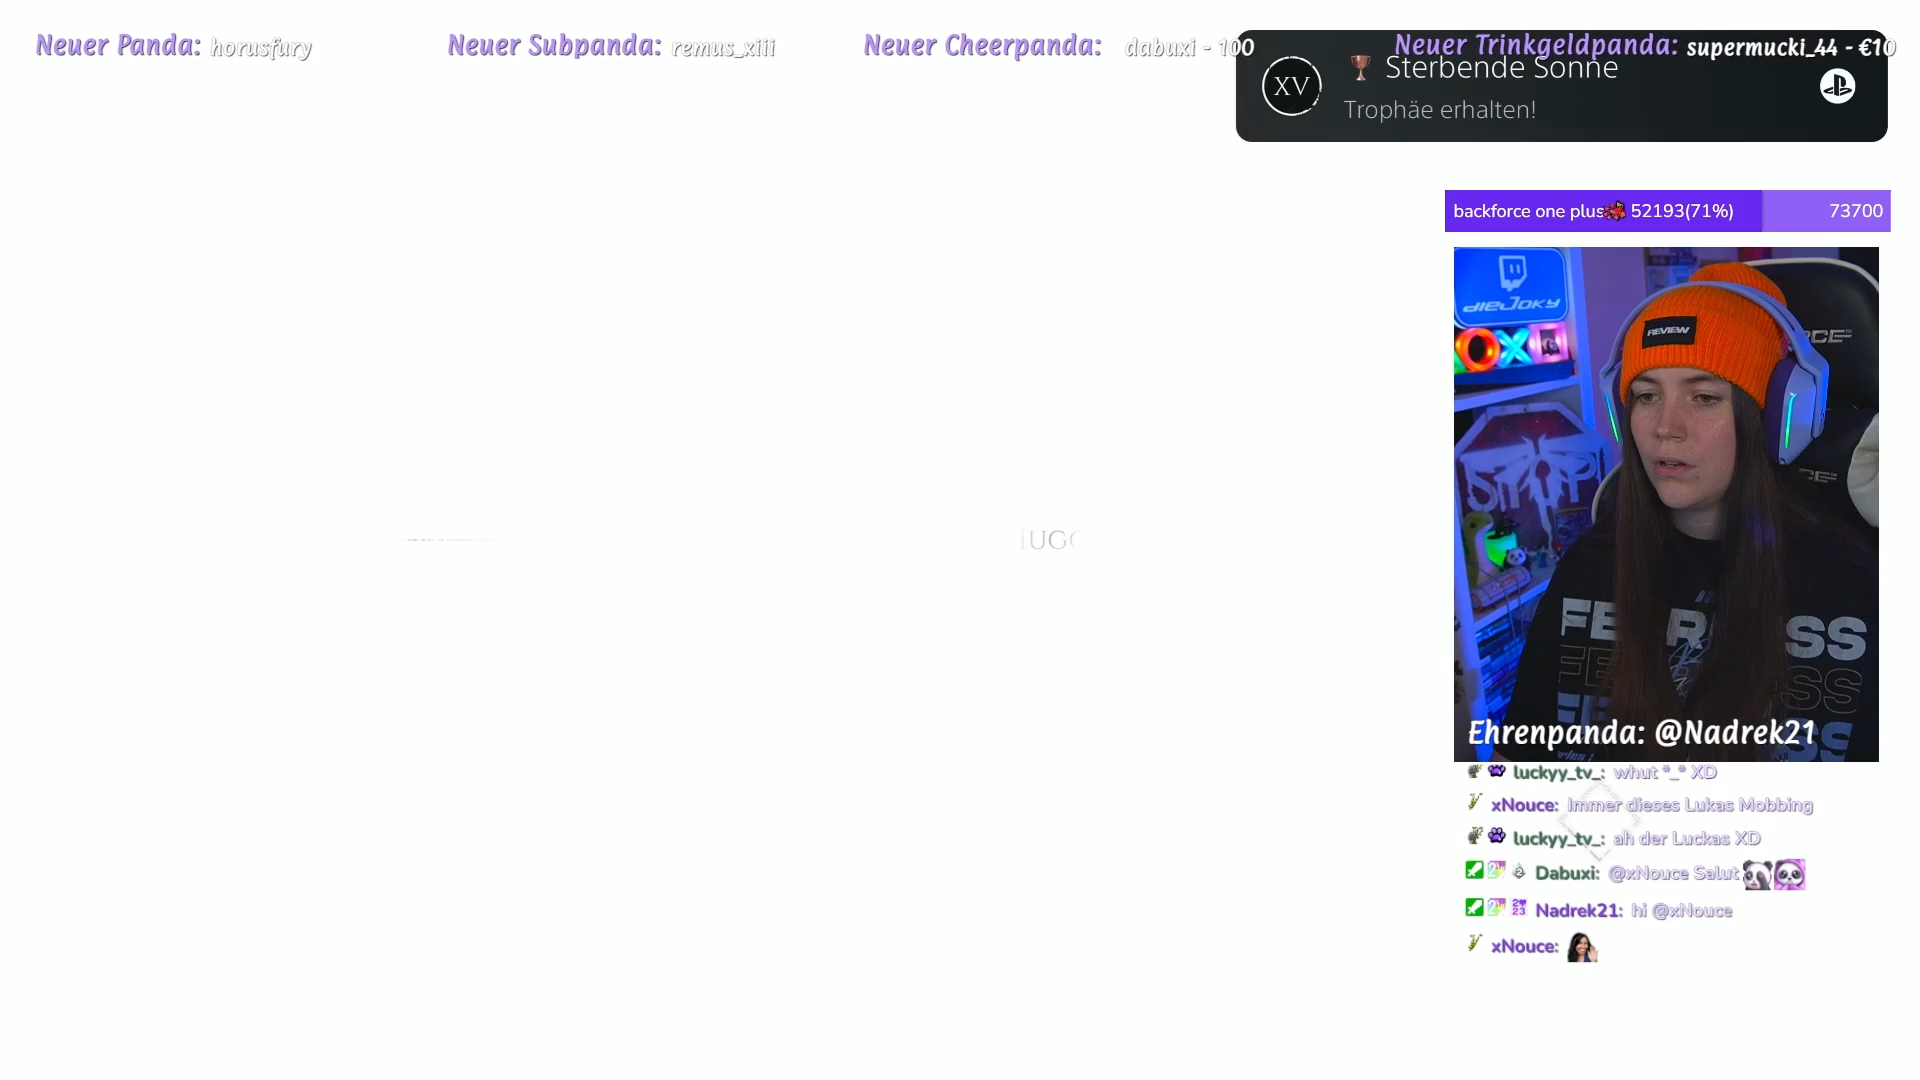 Neuer Panda: horusfury
Neuer Subpanda: remus_xiii
Neuer Cheerpanda: dabuxi - 100
Neuer Trinkgeldpanda: supermucki_44 - €10
XV
Sterbende Sonne
Trophäe erhalten!
backforce one plus 52193(71%) 73700
dieJoky
REVIEW
FEARLESS
Ehrenpanda: @Nadrek21
luckyy_tv_: whut *_* XD
xNouce: Immer dieses Lukas Mobbing
luckyy_tv_: ah der Luckas XD
Dabuxi: @xNouce Salut
Nadrek21: hi @xNouce
xNouce: